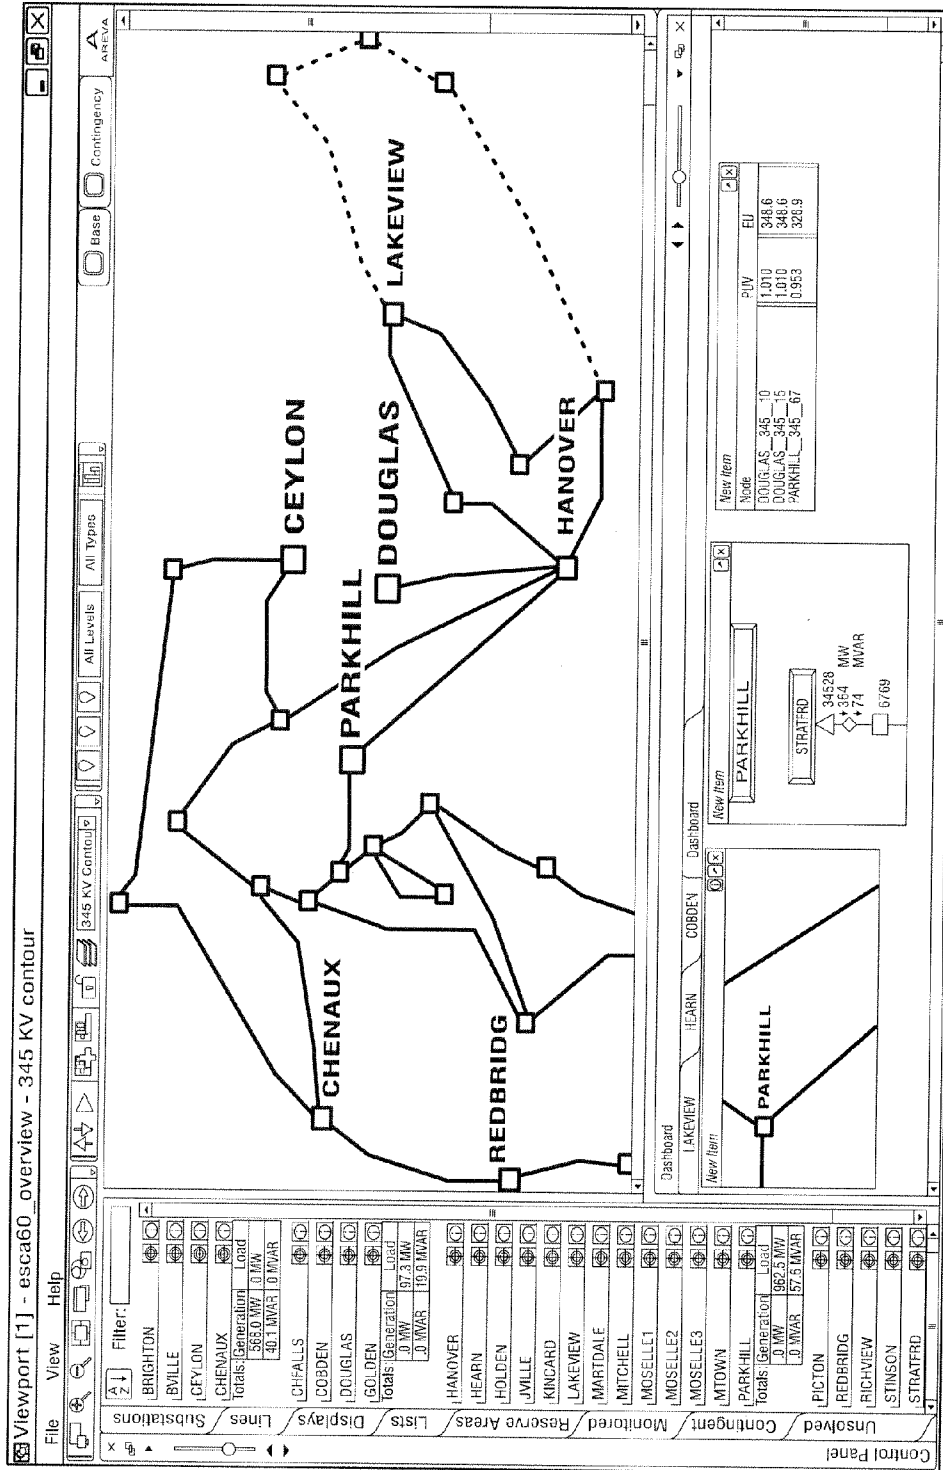 Viewport [1] - esca60_overview - 345 KV contour
File View Help
345 KV Contour
All Levels
All Types
Base
Contingency
AREVA
Control Panel
Substations
Lines
Displays
Lists
Reserve Areas
Monitored
Contingent
Unsolved
A
Z
Filter:
BRIGHTON
BVILLE
CEYLON
CHENAUX
Totals: Generation Load
568.0 MW .0 MW
40.1 MVAR .0 MVAR
CHFALLS
COBDEN
DOUGLAS
GOLDEN
Totals: Generation Load
.0 MW 97.3 MW
.0 MVAR 19.9 MVAR
HANOVER
HEARN
HOLDEN
JVILLE
KINCARD
LAKEVIEW
MARTDALE
MITCHELL
MOSELLE1
MOSELLE2
MOSELLE3
MTOWN
PARKHILL
Totals: Generation Load
.0 MW 962.5 MW
.0 MVAR 57.6 MVAR
PICTON
REDBRIDG
RICHVIEW
STINSON
STRATFRD
CEYLON
LAKEVIEW
DOUGLAS
PARKHILL
CHENAUX
HANOVER
REDBRIDG
Dashboard
LAKEVIEW HEARN COBDEN Dashboard
New Item
PARKHILL
New Item
PARKHILL
STRATFRD
34528
364 MW
74 MVAR
6769
New Item
Node PUV EU
DOUGLAS__345__10 1.010 348.6
DOUGLAS__345__15 1.010 348.6
PARKHILL__345__67 0.953 328.9